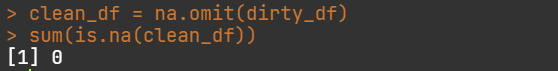 > clean_df = na.omit(dirty_df)
> sum(is.na(clean_df))
[1] 0